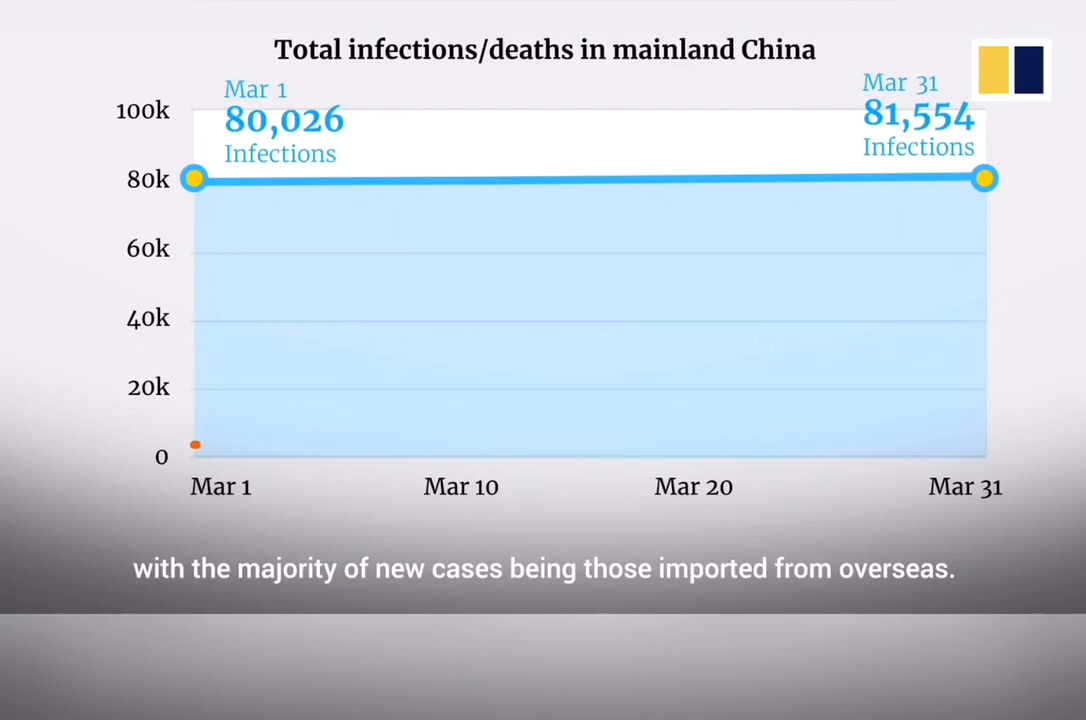 Total infections/deaths in mainland China
Mar 1
80,026
Infections
Mar 31
81,554
Infections
100k
80k
60k
40k
20k
0
Mar 1
Mar 10
Mar 20
Mar 31
with the majority of new cases being those imported from overseas.